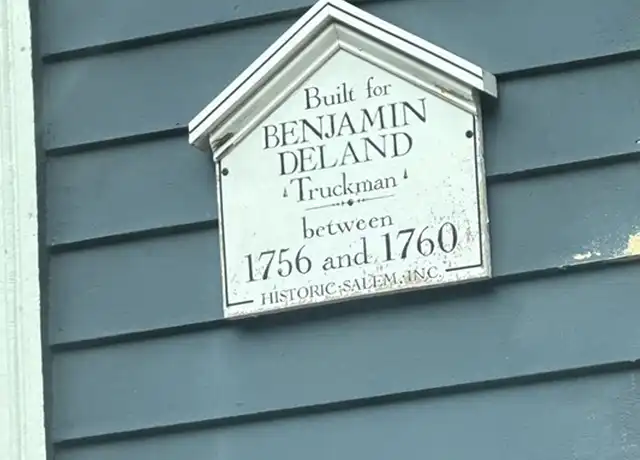 Built for
BENJAMIN
DELAND
Truckman
between
1756 and 1760
HISTORIC SALEM, INC.